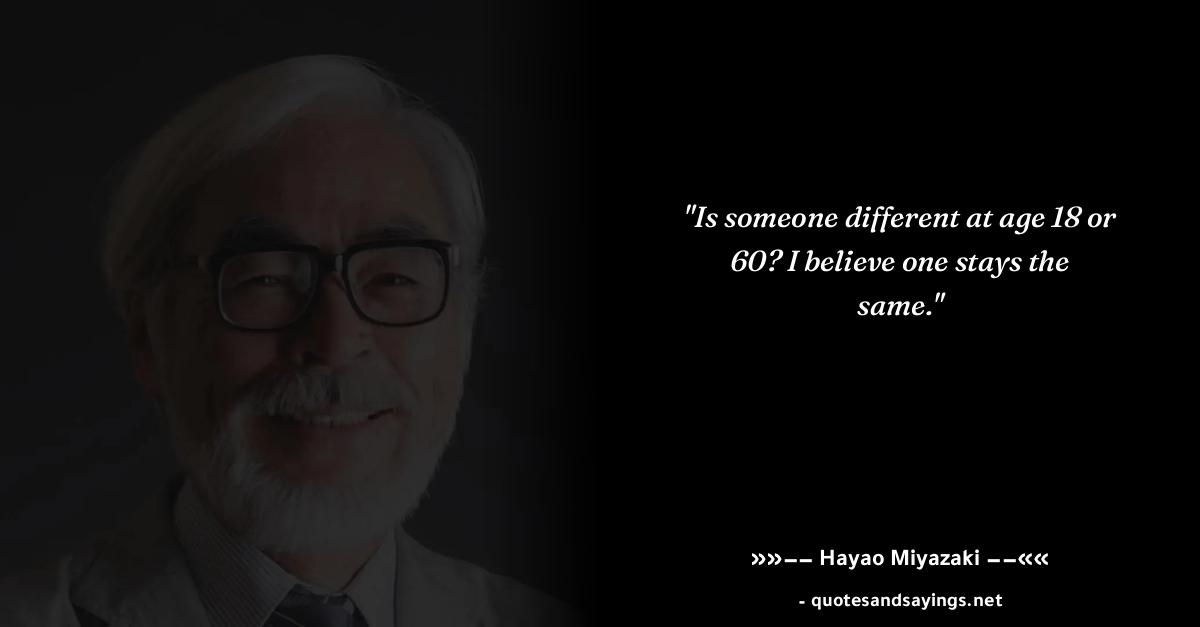 "Is someone different at age 18 or
60? I believe one stays the
same."
»»−− Hayao Miyazaki −−««
- quotesandsayings.net